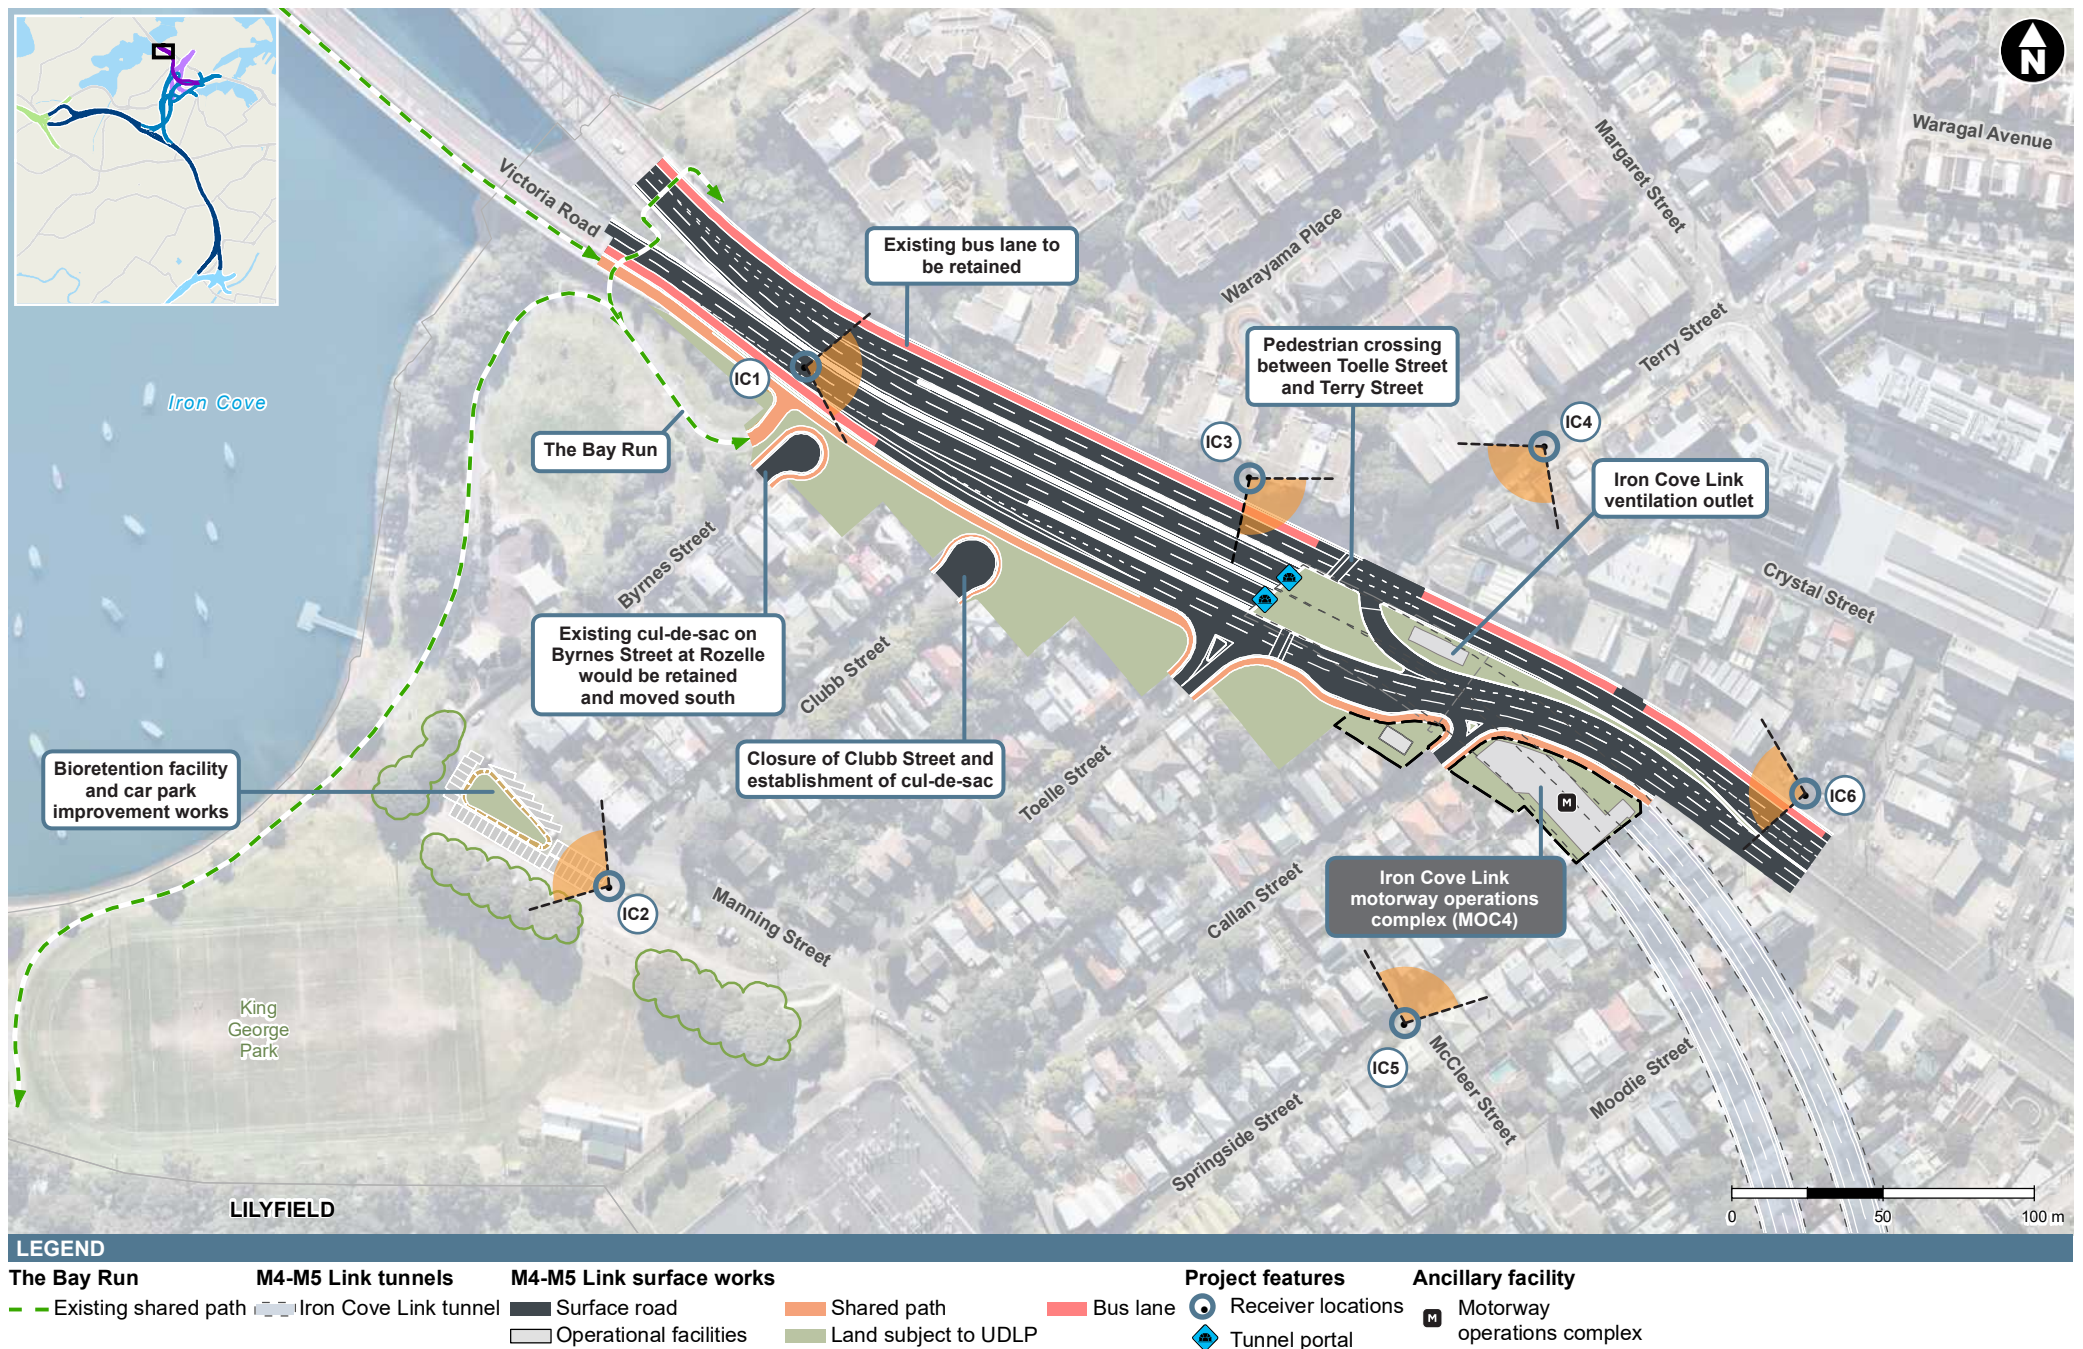 N
Waragal Avenue
Margaret Street
Victoria Road
Existing bus lane to
be retained
Warayama Place
Terry Street
Pedestrian crossing
between Toelle Street
and Terry Street
IC1
Iron Cove
IC3
IC4
The Bay Run
Iron Cove Link
ventilation outlet
Byrnes Street
Crystal Street
Existing cul-de-sac on
Byrnes Street at Rozelle
would be retained
and moved south
Clubb Street
Closure of Clubb Street and
establishment of cul-de-sac
Toelle Street
Bioretention facility
and car park
improvement works
M
IC6
IC2
Manning Street
Callan Street
Iron Cove Link
motorway operations
complex (MOC4)
King
George
Park
IC5
McCleer Street
Moodie Street
Springside Street
LILYFIELD
0 50 100 m
LEGEND
The Bay Run M4-M5 Link tunnels M4-M5 Link surface works Project features Ancillary facility
Existing shared path Iron Cove Link tunnel Surface road Shared path Bus lane Receiver locations M Motorway
operations complex
Operational facilities Land subject to UDLP Tunnel portal